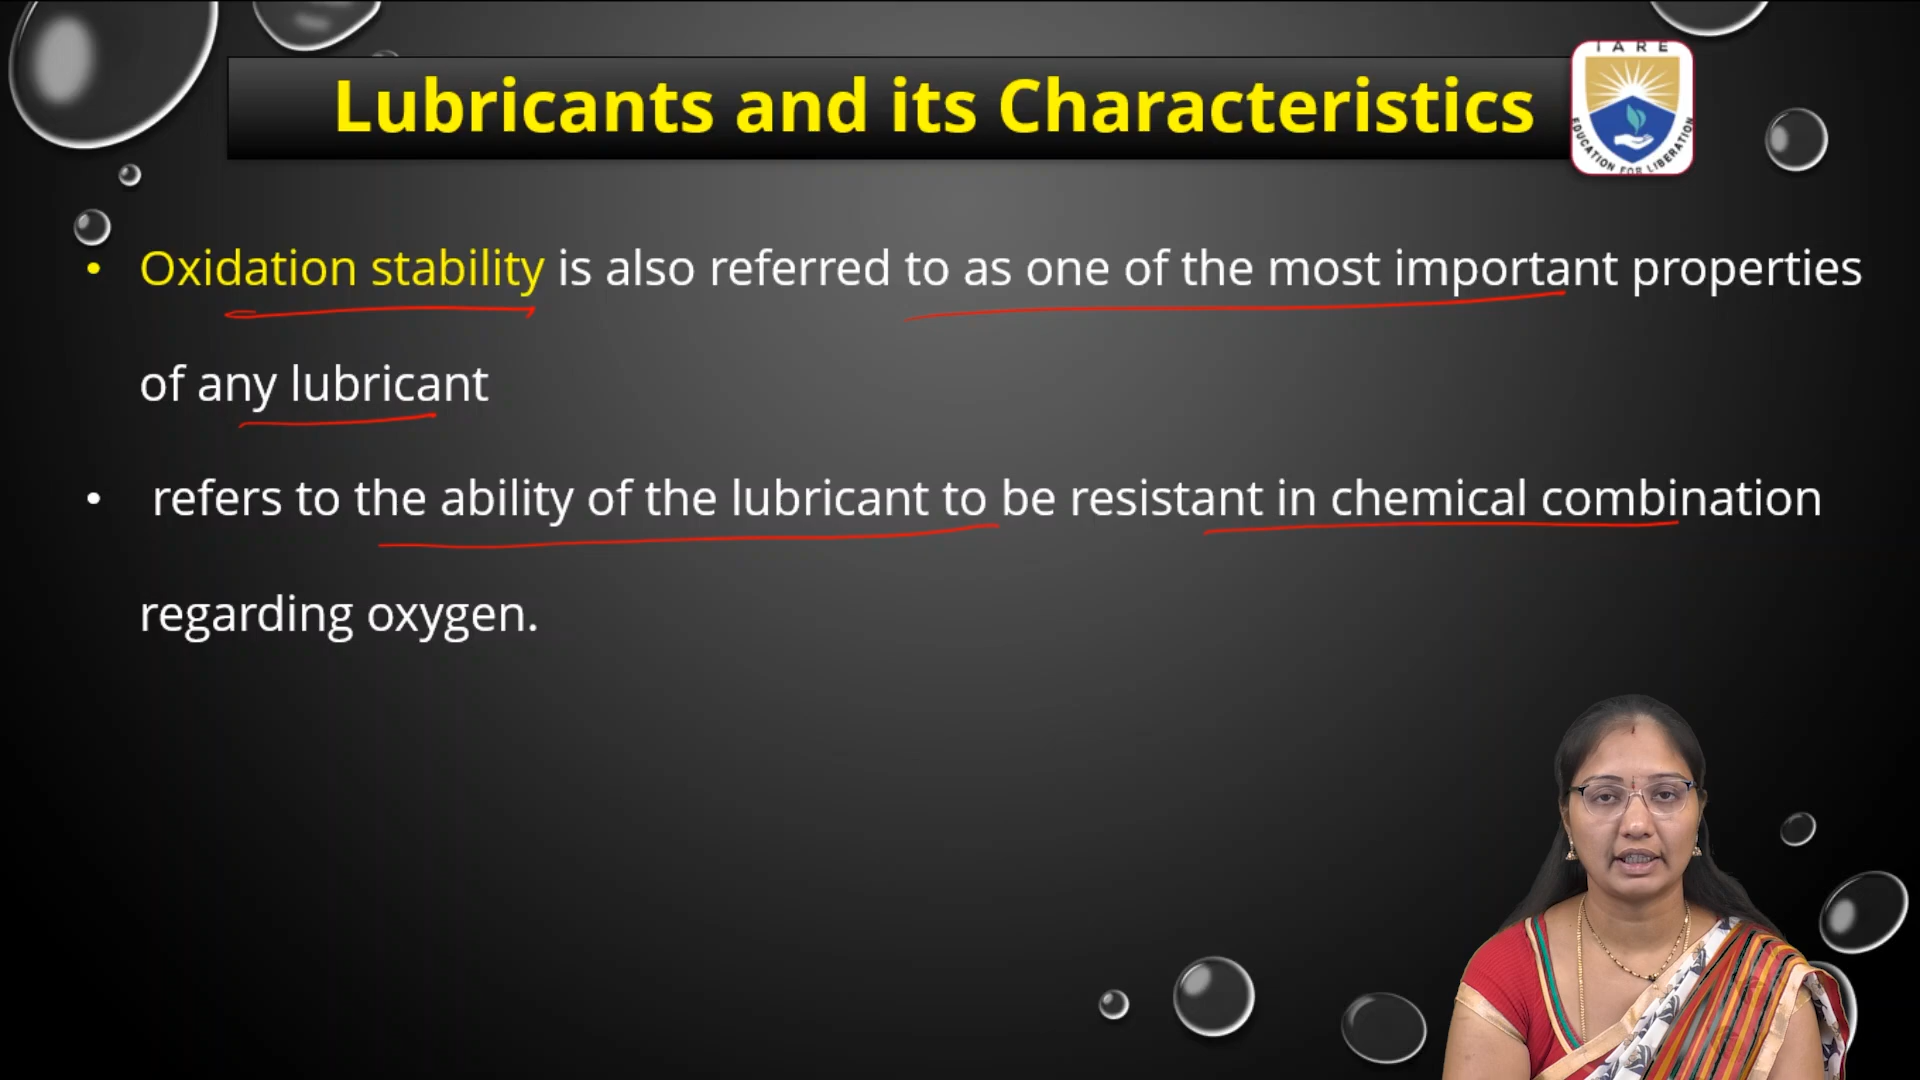 IARE
Lubricants and its Characteristics
EDUCATION FOR LIBERATION
• Oxidation stability is also referred to as one of the most important properties
of any lubricant
• refers to the ability of the lubricant to be resistant in chemical combination
regarding oxygen.